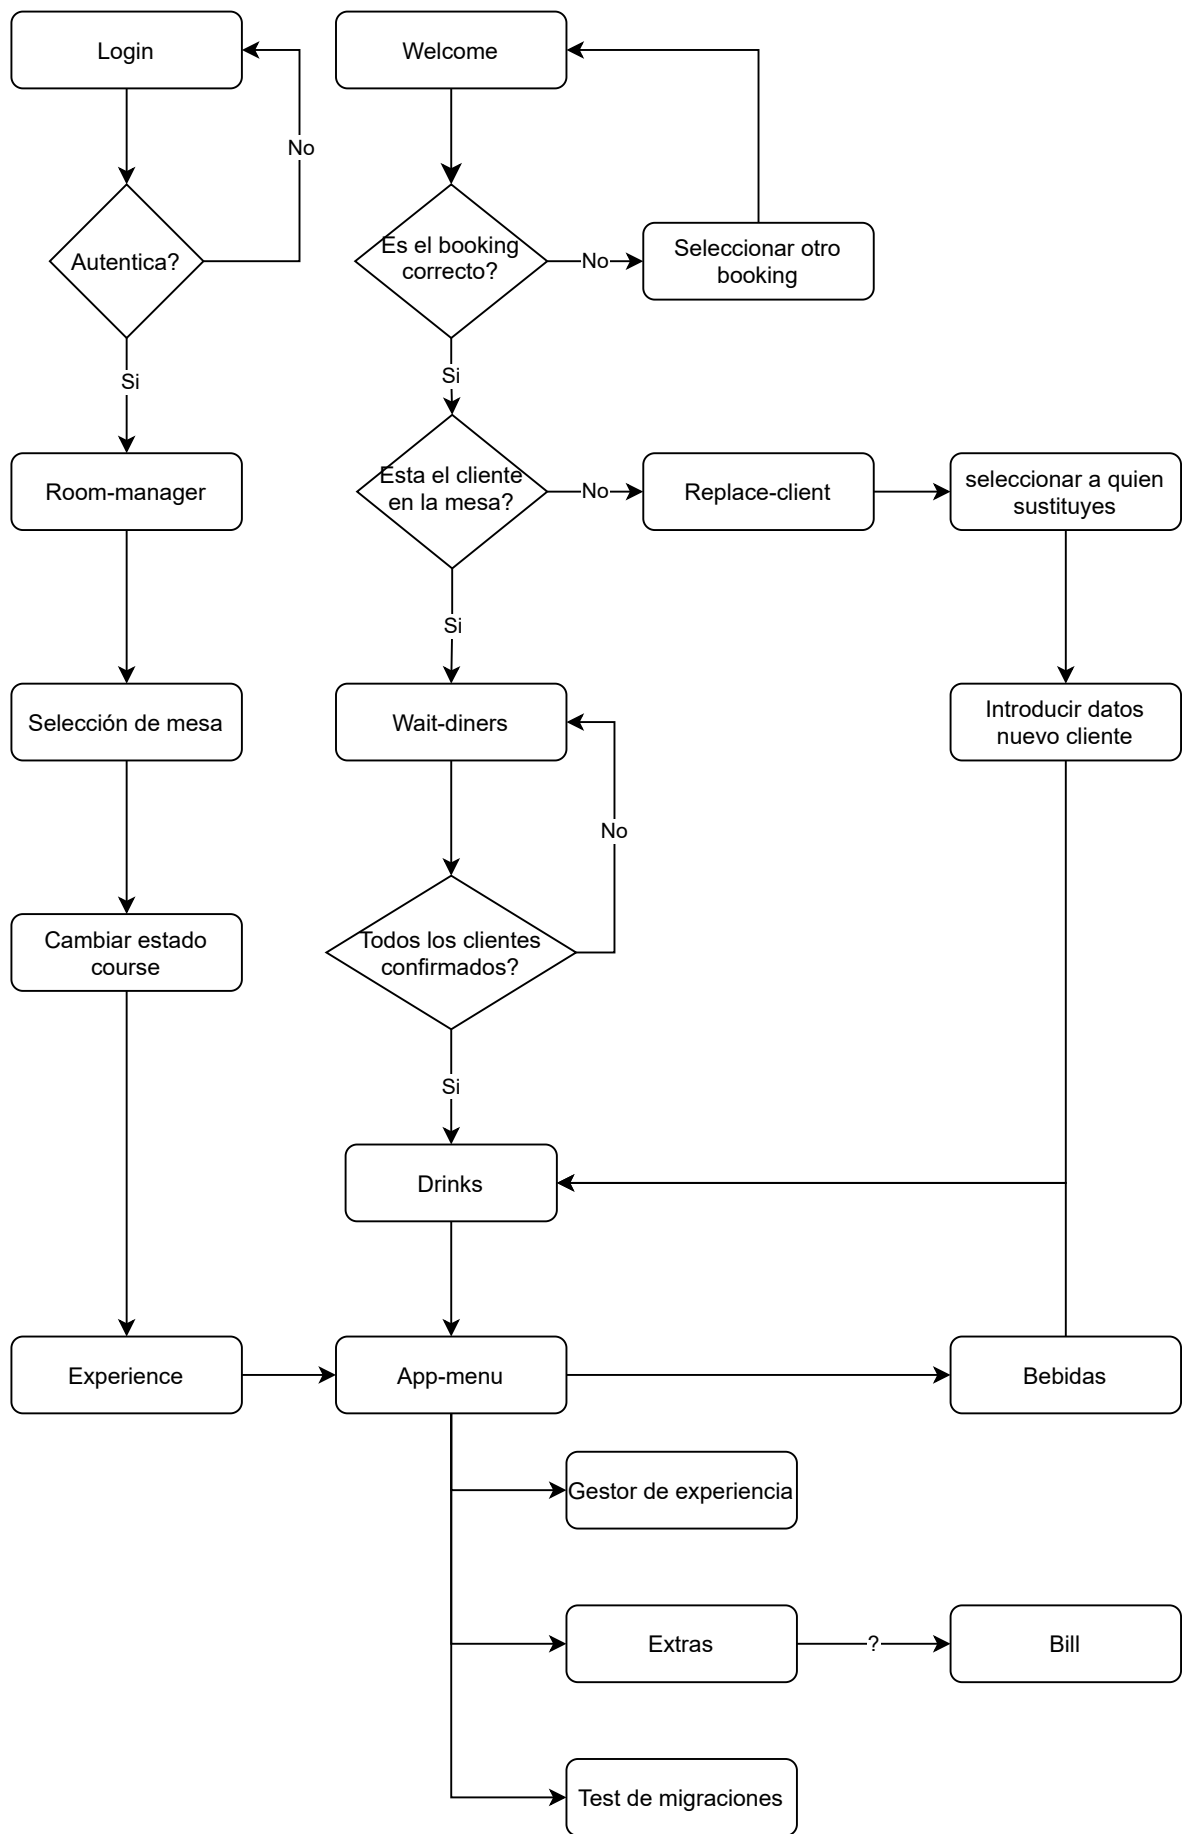 Login
Welcome
No
Autentica?
Es el booking
correcto?
No
Seleccionar otro
booking
Si
Si
Room-manager
Esta el cliente
en la mesa?
No
Replace-client
seleccionar a quien
sustituyes
Si
Selección de mesa
Wait-diners
Introducir datos
nuevo cliente
No
Cambiar estado
course
Todos los clientes
confirmados?
Si
Drinks
Experience
App-menu
Bebidas
Gestor de experiencia
Extras
?
Bill
Test de migraciones